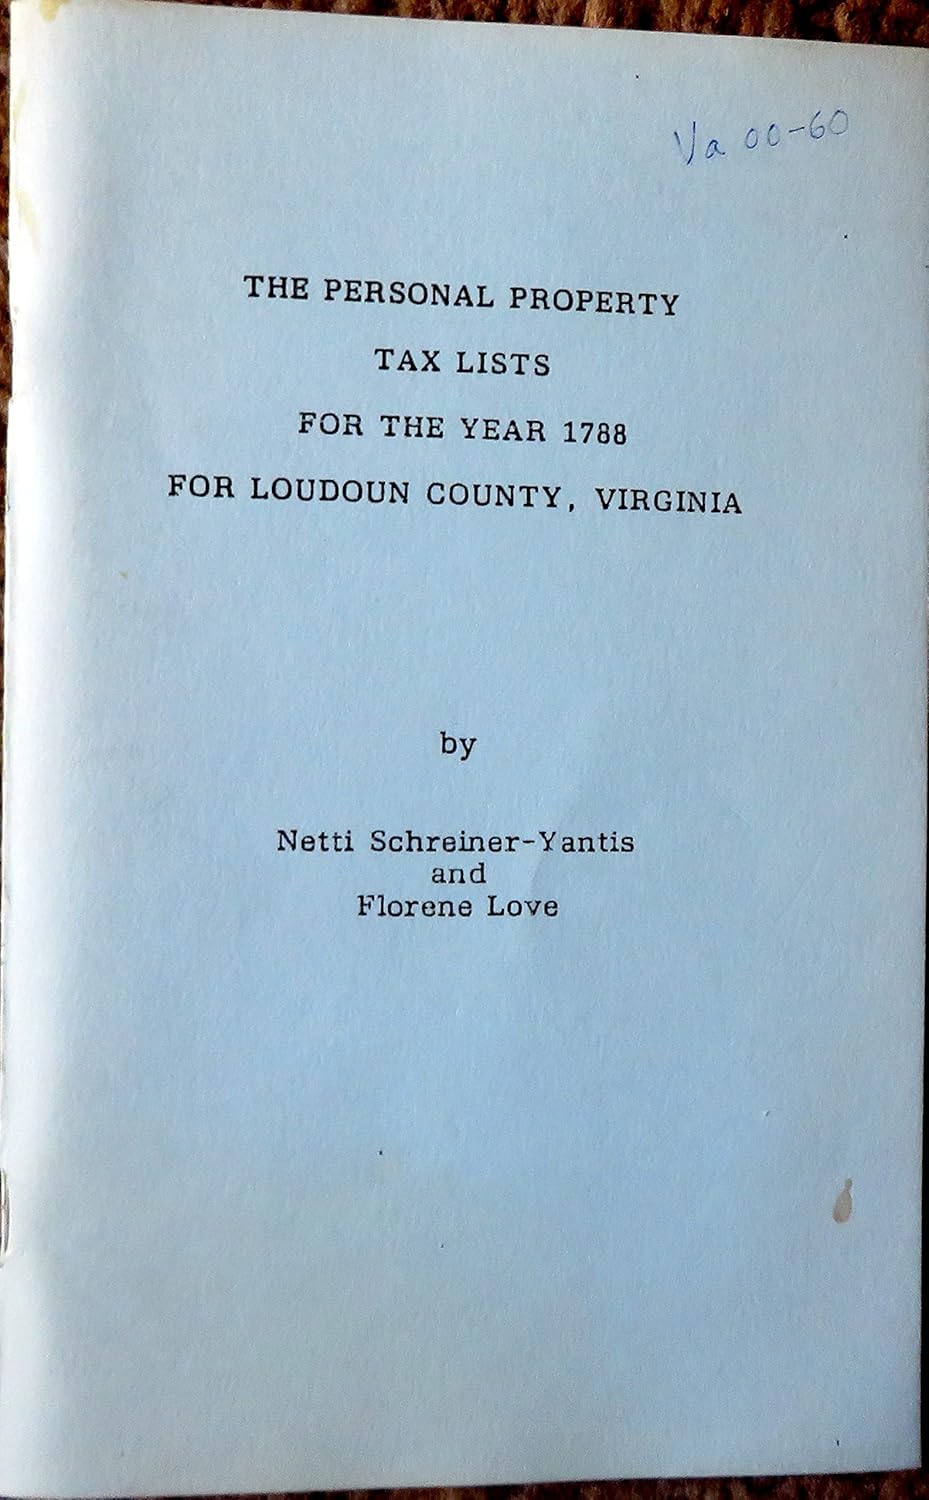 Va 00-60
THE PERSONAL PROPERTY
TAX LISTS
FOR THE YEAR 1788
FOR LOUDOUN COUNTY, VIRGINIA
by
Netti Schreiner-Yantis
and
Florene Love